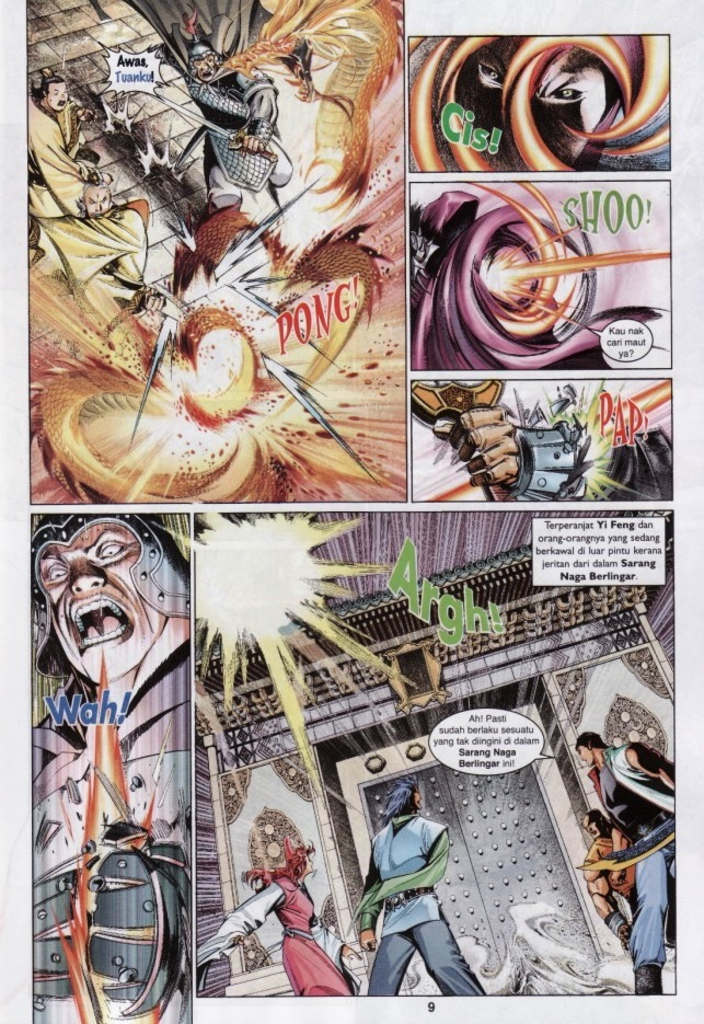 Awas,
Tuanku!
PONG!
Cis!
SHOO!
Kau nak
cari maut
ya?
PAP!
Wah!
Terperanjat Yi Feng dan
orang-orangnya yang sedang
berkawal di luar pintu kerana
jeritan dari dalam Sarang
Naga Berlingar.
Argh!
Ah! Pasti
sudah berlaku sesuatu
yang tak diingini di dalam
Sarang Naga
Berlingar ini!
9